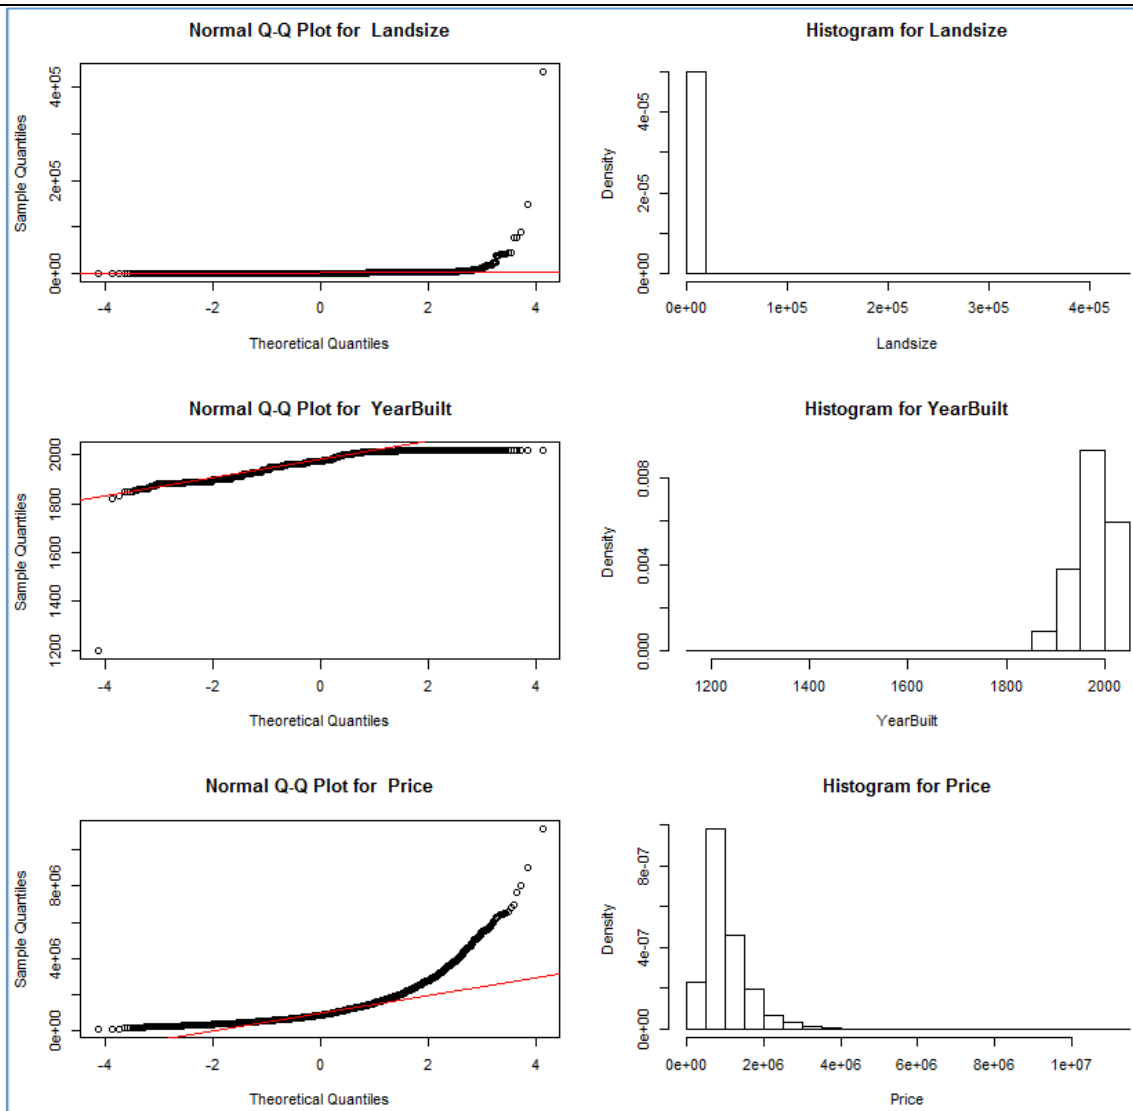 Normal Q-Q Plot for Landsize
Sample Quantiles
0e+00 2e+05 4e+05
-4 -2 0 2 4
Theoretical Quantiles
Histogram for Landsize
Density
0e+00 2e-05 4e-05
0e+00 1e+05 2e+05 3e+05 4e+05
Landsize
Normal Q-Q Plot for YearBuilt
Sample Quantiles
1200 1400 1600 1800 2000
-4 -2 0 2 4
Theoretical Quantiles
Histogram for YearBuilt
Density
0.000 0.004 0.008
1200 1400 1600 1800 2000
YearBuilt
Normal Q-Q Plot for Price
Sample Quantiles
0e+00 4e+06 8e+06
-4 -2 0 2 4
Theoretical Quantiles
Histogram for Price
Density
0e+00 4e-07 8e-07
0e+00 2e+06 4e+06 6e+06 8e+06 1e+07
Price